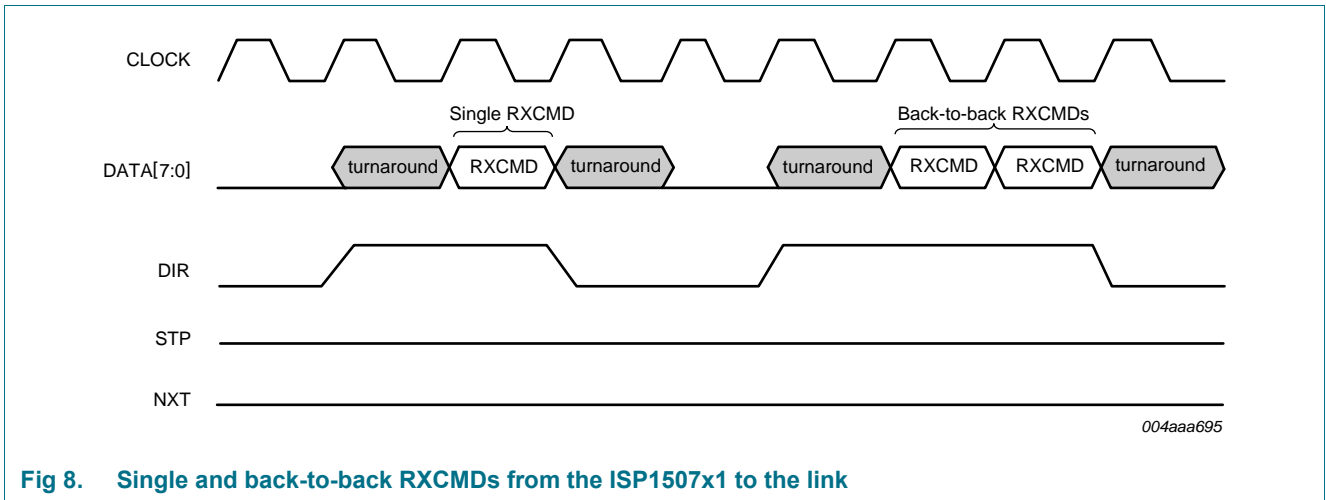 CLOCK
Single RXCMD
Back-to-back RXCMDs
DATA[7:0]
turnaround
RXCMD
turnaround
turnaround
RXCMD
RXCMD
turnaround
DIR
STP
NXT
004aaa695
Fig 8. Single and back-to-back RXCMDs from the ISP1507x1 to the link